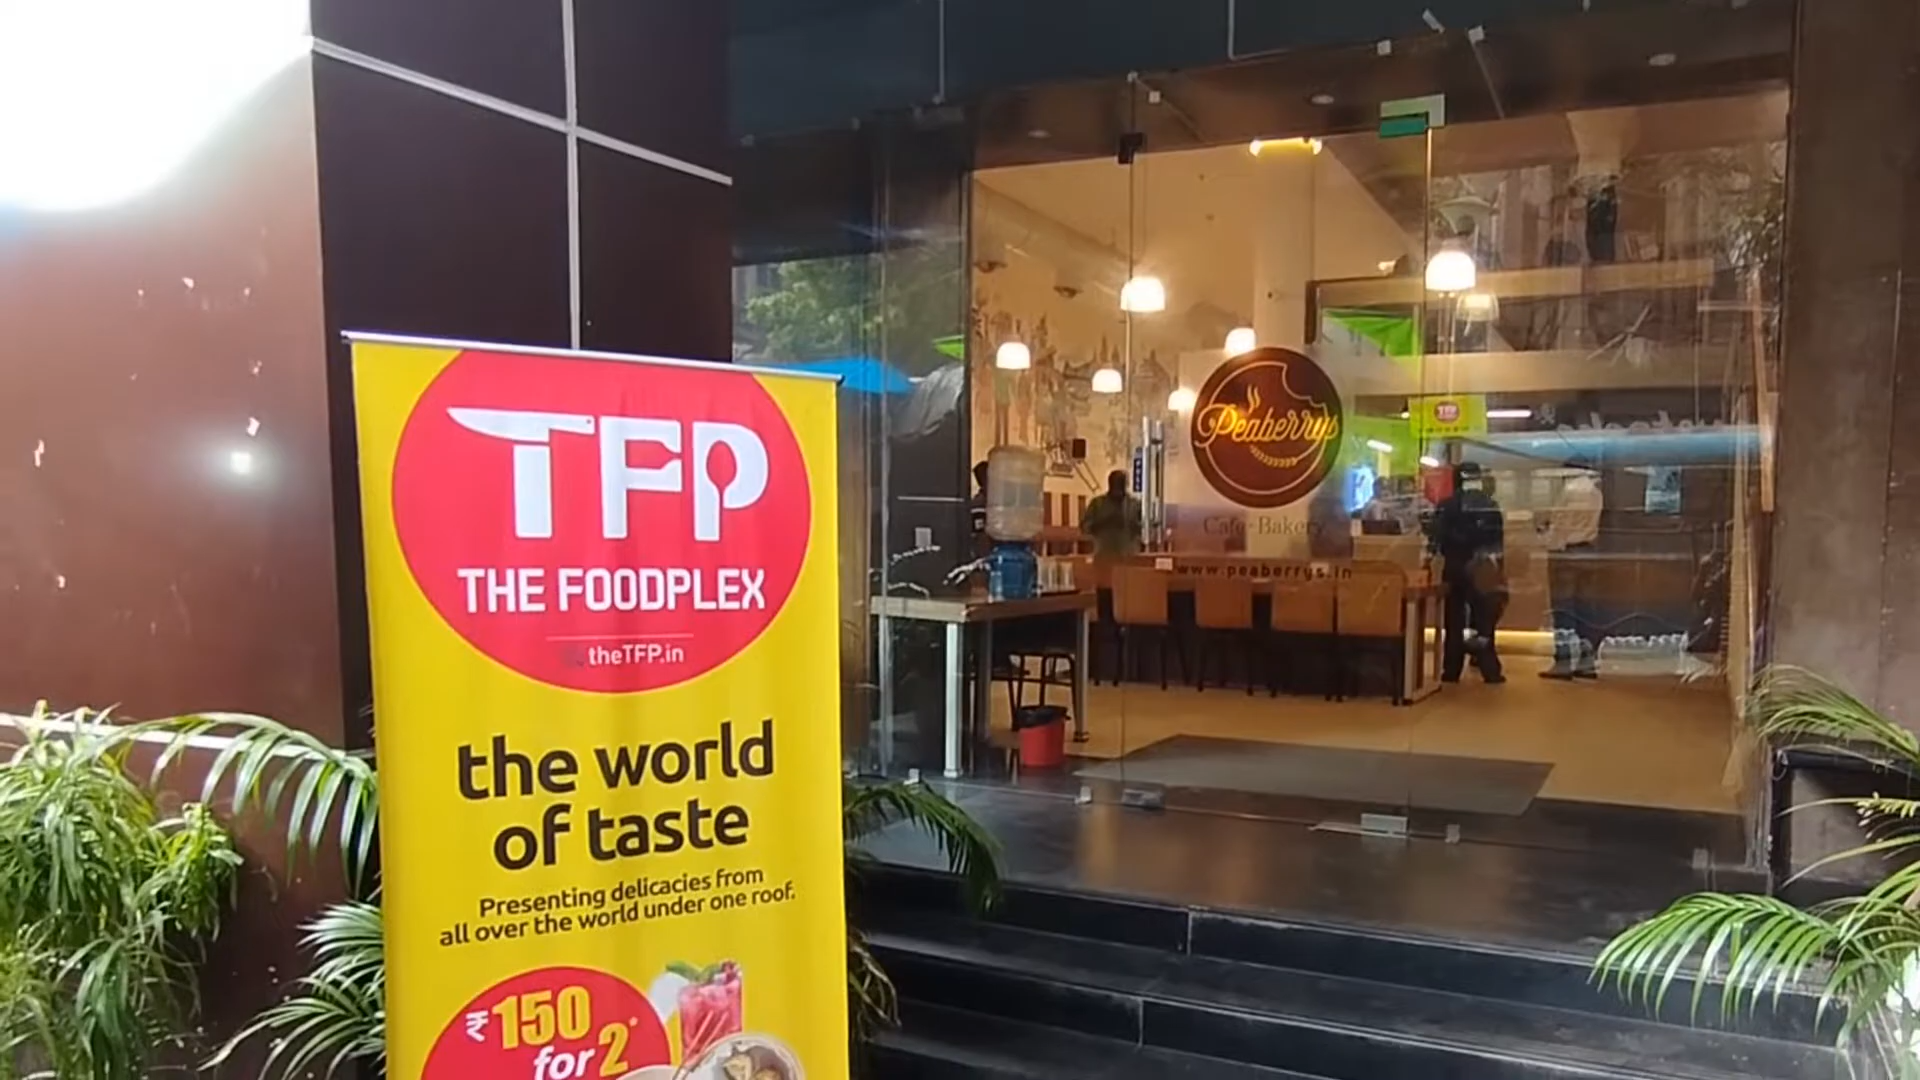 TFP
THE FOODPLEX
theTFP.in
the world
of taste
Presenting delicacies from
all over the world under one roof.
₹150
for 2*
Peaberrys
Cafe-Bakery
www.peaberrys.in